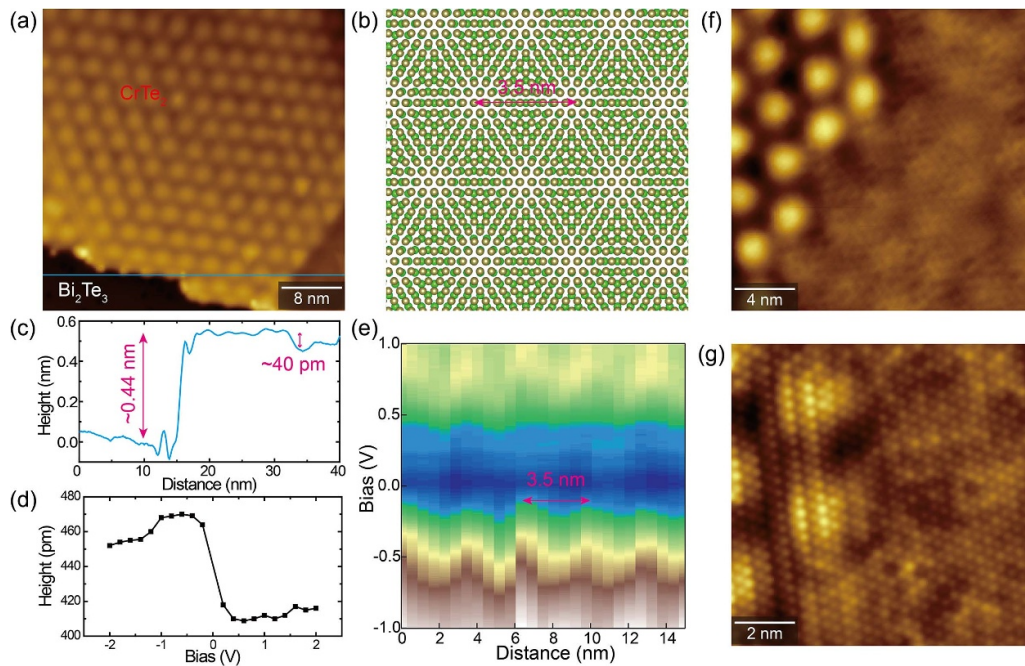 (a)
CrTe₂
Bi₂Te₃
8 nm
(b)
3.5 nm
(c)
Height (nm)
0.6
0.4
0.2
0.0
~0.44 nm
~40 pm
0
10
20
30
40
Distance (nm)
(d)
Height (pm)
480
460
440
420
400
-2
-1
0
1
2
Bias (V)
(e)
Bias (V)
1.0
0.5
0.0
-0.5
-1.0
3.5 nm
0
2
4
6
8
10
12
14
Distance (nm)
(f)
4 nm
(g)
2 nm